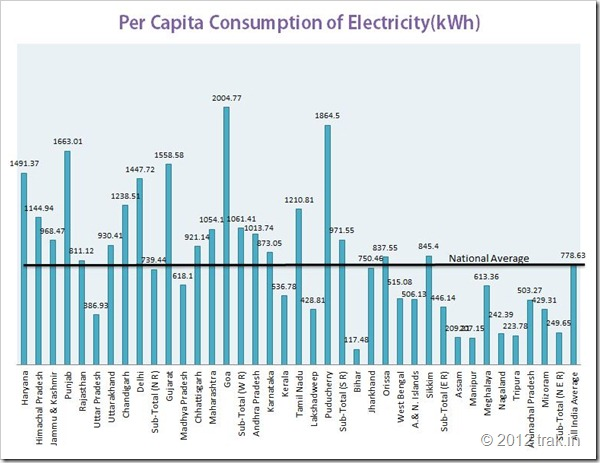 Per Capita Consumption of Electricity(kWh)
1491.37
1144.94
968.47
1663.01
811.12
386.93
930.41
1238.51
1447.72
739.44
1558.58
618.1
921.14
1054.1
2004.77
1061.41
1013.74
873.05
536.78
1210.81
428.81
1864.5
971.55
117.48
750.46
837.55
515.08
506.13
845.4
446.14
613.36
242.39
223.78
503.27
429.31
249.65
778.63
National Average
Haryana
Himachal Pradesh
Jammu & Kashmir
Punjab
Rajasthan
Uttar Pradesh
Uttarakhand
Chandigarh
Delhi
Sub-Total (N R)
Gujarat
Madhya Pradesh
Chhattisgarh
Maharashtra
Goa
Sub-Total (W R)
Andhra Pradesh
Karnataka
Kerala
Tamil Nadu
Lakshadweep
Puducherry
Sub-Total (S R)
Bihar
Jharkhand
Orissa
West Bengal
A.& N. Islands
Sikkim
Sub-Total (E R)
Assam
Manipur
Meghalaya
Nagaland
Tripura
Arunachal Pradesh
Mizoram
Sub-Total (N E R)
All India Average
© 2012 trak.in